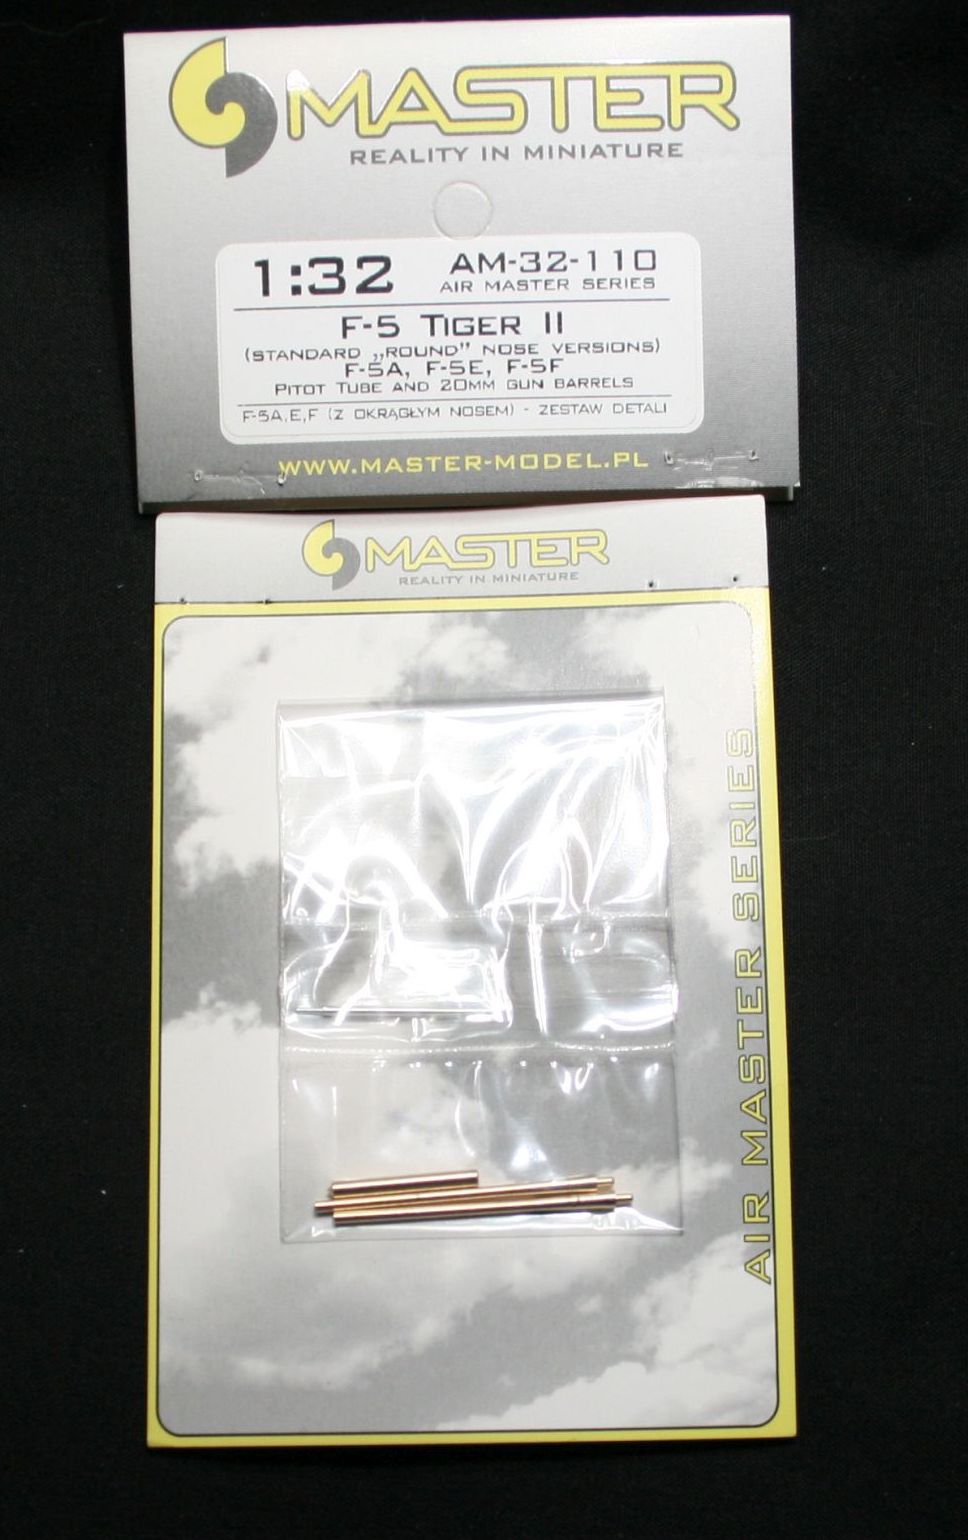 MASTER
REALITY IN MINIATURE
1:32 AM-32-110
AIR MASTER SERIES
F-5 TIGER II
(STANDARD „ROUND” NOSE VERSIONS)
F-5A, F-5E, F-5F
PITOT TUBE AND 20MM GUN BARRELS
F-5A,E,F (Z OKRĄGŁYM NOSEM) - ZESTAW DETALI
WWW.MASTER-MODEL.PL
MASTER
REALITY IN MINIATURE
AIR MASTER SERIES